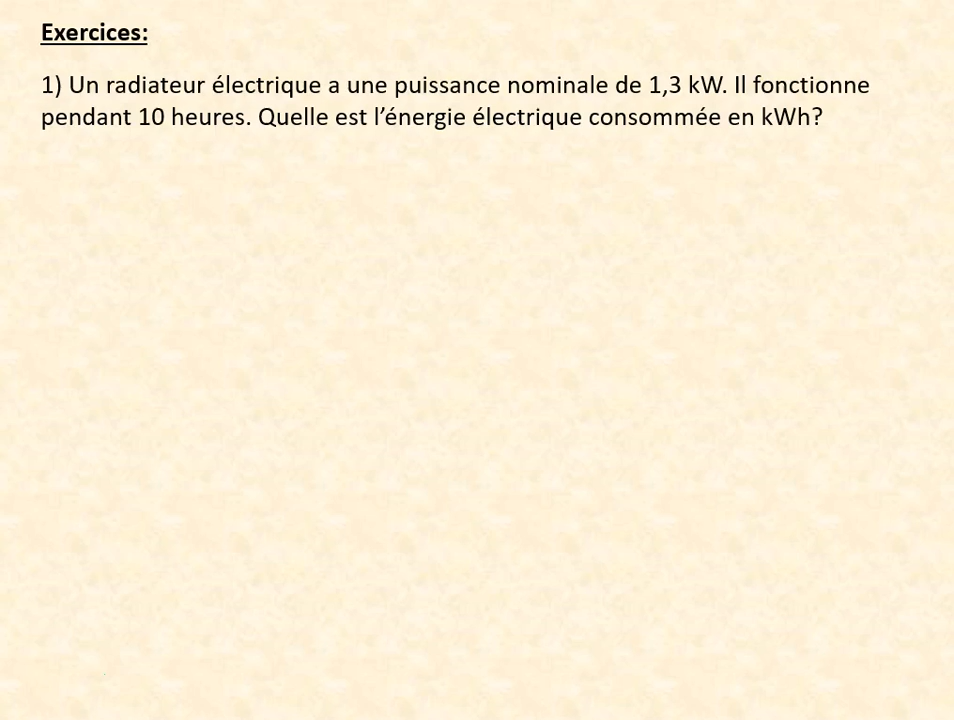 Exercices:
1) Un radiateur électrique a une puissance nominale de 1,3 kW. Il fonctionne
pendant 10 heures. Quelle est l’énergie électrique consommée en kWh?